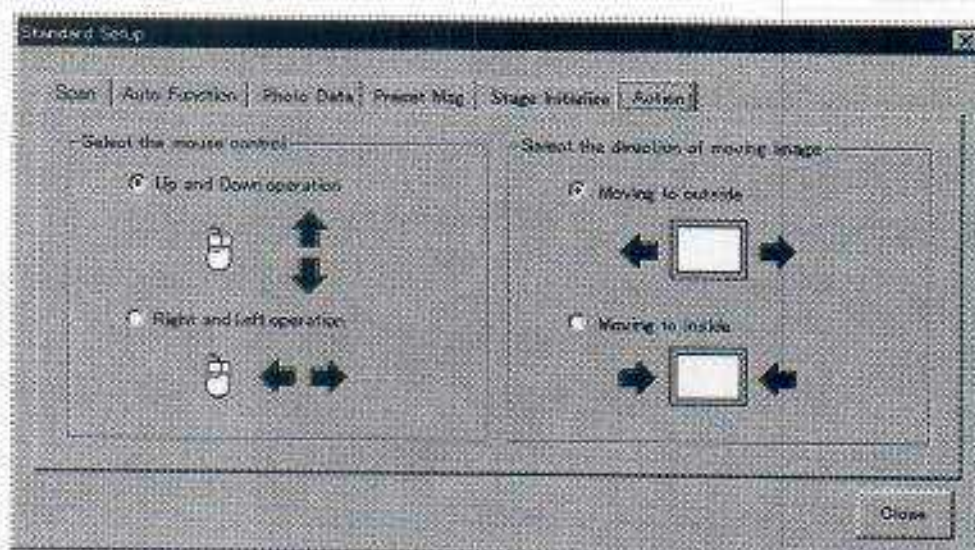 Standard Setup
Scan Auto Function Photo Data Preset Mag Stage Initialize Action
Select the mouse control
Up and Down operation
Right and Left operation
Select the direction of moving image
Moving to outside
Moving to inside
Close